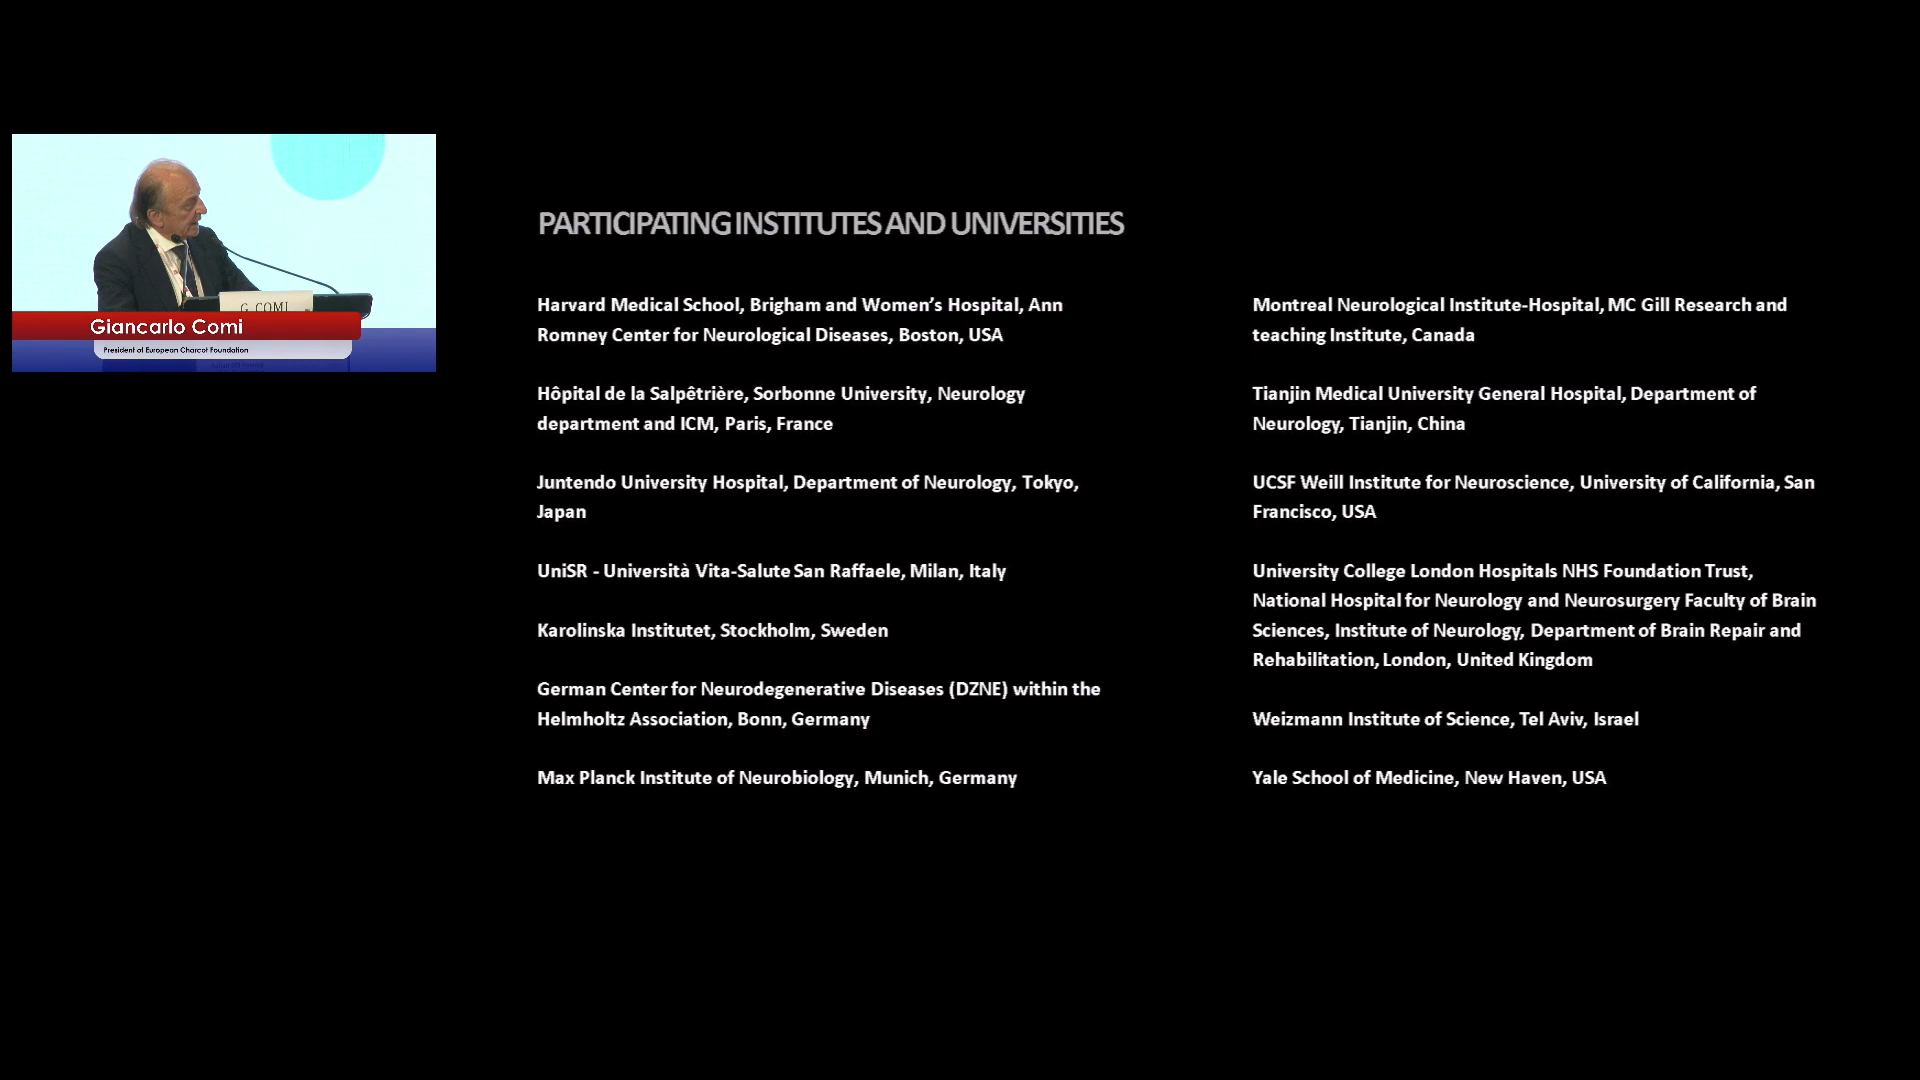 G. COMI
Giancarlo Comi
President of European Charcot Foundation
PARTICIPATING INSTITUTES AND UNIVERSITIES
Harvard Medical School, Brigham and Women’s Hospital, Ann
Romney Center for Neurological Diseases, Boston, USA
Hôpital de la Salpêtrière, Sorbonne University, Neurology
department and ICM, Paris, France
Juntendo University Hospital, Department of Neurology, Tokyo,
Japan
UniSR - Università Vita-Salute San Raffaele, Milan, Italy
Karolinska Institutet, Stockholm, Sweden
German Center for Neurodegenerative Diseases (DZNE) within the
Helmholtz Association, Bonn, Germany
Max Planck Institute of Neurobiology, Munich, Germany
Montreal Neurological Institute-Hospital, MC Gill Research and
teaching Institute, Canada
Tianjin Medical University General Hospital, Department of
Neurology, Tianjin, China
UCSF Weill Institute for Neuroscience, University of California, San
Francisco, USA
University College London Hospitals NHS Foundation Trust,
National Hospital for Neurology and Neurosurgery Faculty of Brain
Sciences, Institute of Neurology, Department of Brain Repair and
Rehabilitation, London, United Kingdom
Weizmann Institute of Science, Tel Aviv, Israel
Yale School of Medicine, New Haven, USA